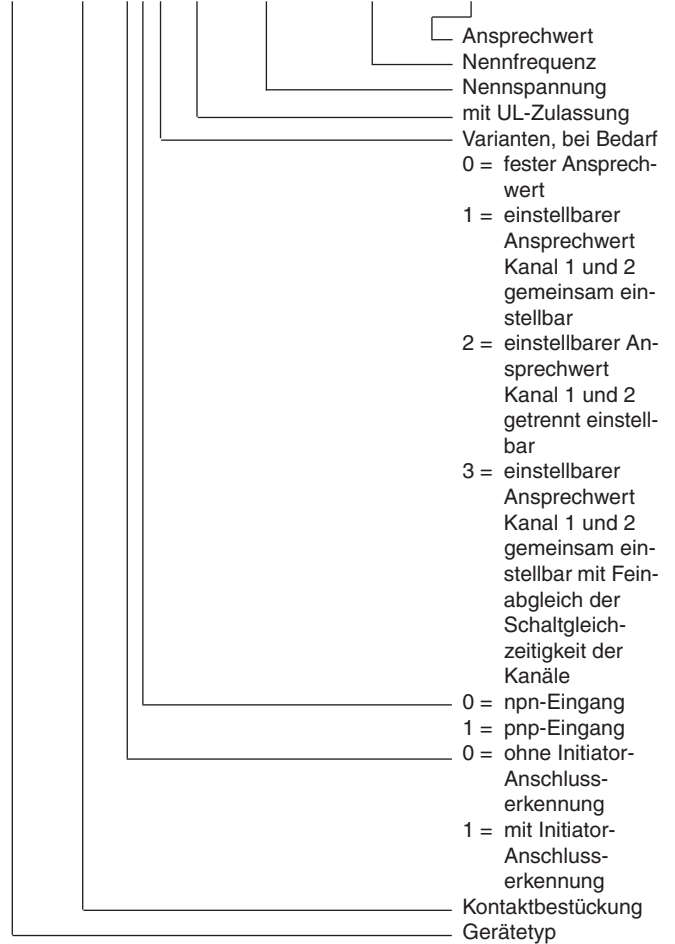 Ansprechwert
Nennfrequenz
Nennspannung
mit UL-Zulassung
Varianten, bei Bedarf
0 = fester Ansprech-
wert
1 = einstellbarer
Ansprechwert
Kanal 1 und 2
gemeinsam ein-
stellbar
2 = einstellbarer An-
sprechwert
Kanal 1 und 2
getrennt einstell-
bar
3 = einstellbarer
Ansprechwert
Kanal 1 und 2
gemeinsam ein-
stellbar mit Fein-
abgleich der
Schaltgleich-
zeitigkeit der
Kanäle
0 = npn-Eingang
1 = pnp-Eingang
0 = ohne Initiator-
Anschluss-
erkennung
1 = mit Initiator-
Anschluss-
erkennung
Kontaktbestückung
Gerätetyp